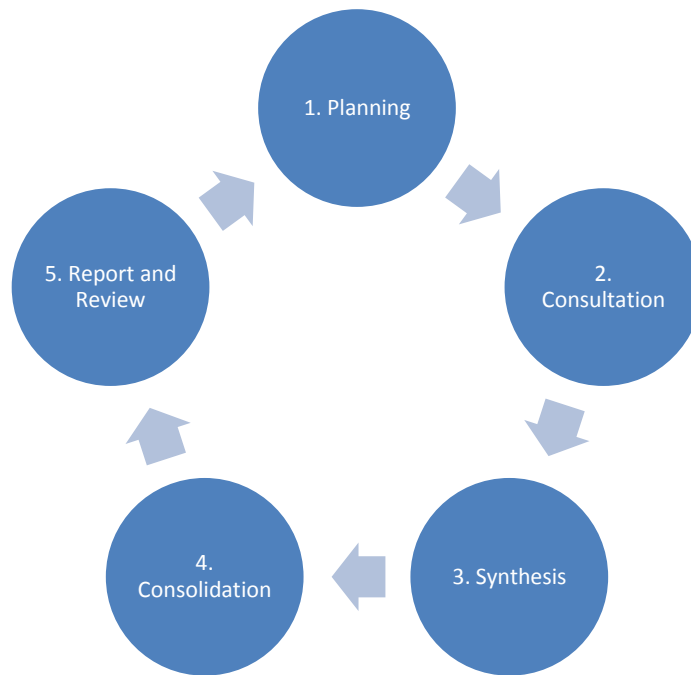 1. Planning
2.
Consultation
3. Synthesis
4.
Consolidation
5. Report and
Review